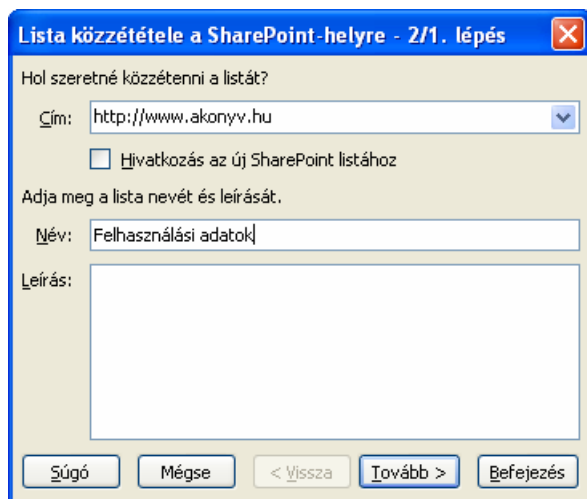 Lista közzététele a SharePoint-helyre - 2/1. lépés
Hol szeretné közzétenni a listát?
Cím: http://www.akonyv.hu
Hivatkozás az új SharePoint listához
Adja meg a lista nevét és leírását.
Név: Felhasználási adatok
Leírás:
Súgó Mégse < Vissza Tovább > Befejezés